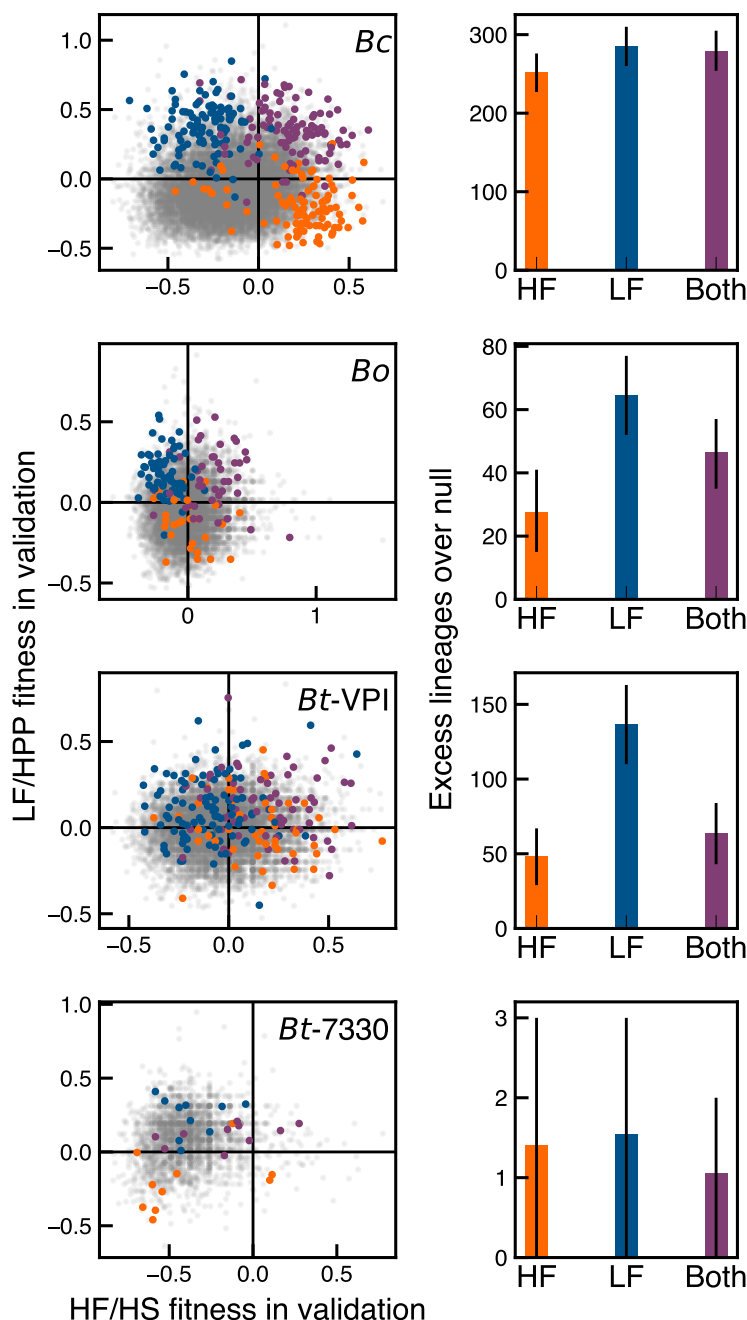 1.0
0.5
0.0
−0.5
−0.5
0.0
0.5
Bc
300
200
100
0
HF
LF
Both
0.5
0.0
−0.5
0
1
Bo
80
60
40
20
0
HF
LF
Both
LF/HPP fitness in validation
Excess lineages over null
0.5
0.0
−0.5
−0.5
0.0
0.5
Bt-VPI
150
100
50
0
HF
LF
Both
1.0
0.5
0.0
−0.5
−0.5
0.0
0.5
Bt-7330
3
2
1
0
HF
LF
Both
HF/HS fitness in validation